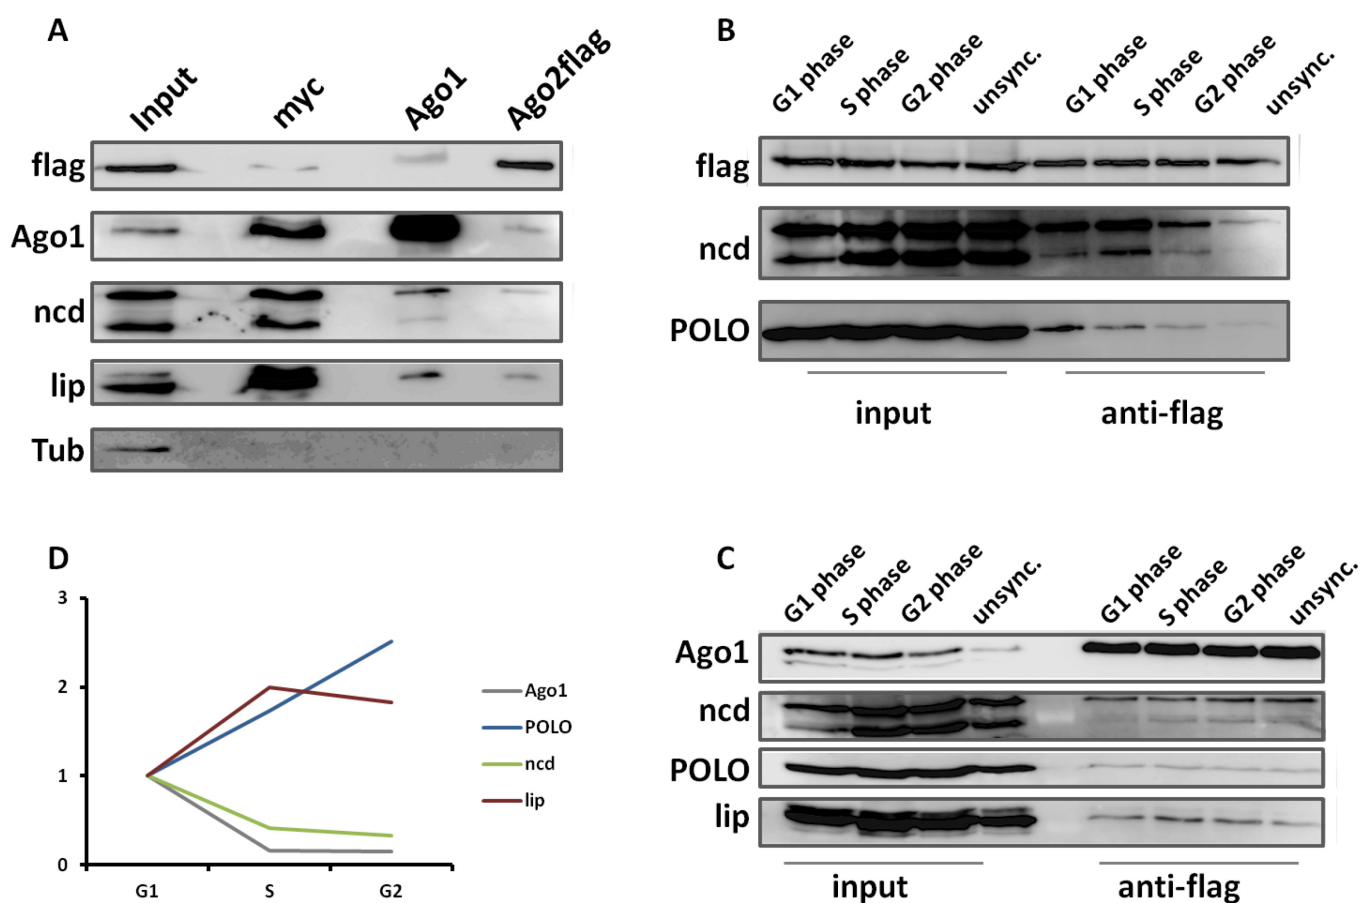 A
Input
myc
Ago1
Ago2flag
flag
Ago1
ncd
lip
Tub
B
G1 phase
S phase
G2 phase
unsync.
G1 phase
S phase
G2 phase
unsync.
flag
ncd
POLO
input
anti-flag
D
3
2
1
0
G1
S
G2
Ago1
POLO
ncd
lip
C
G1 phase
S phase
G2 phase
unsync.
G1 phase
S phase
G2 phase
unsync.
Ago1
ncd
POLO
lip
input
anti-flag